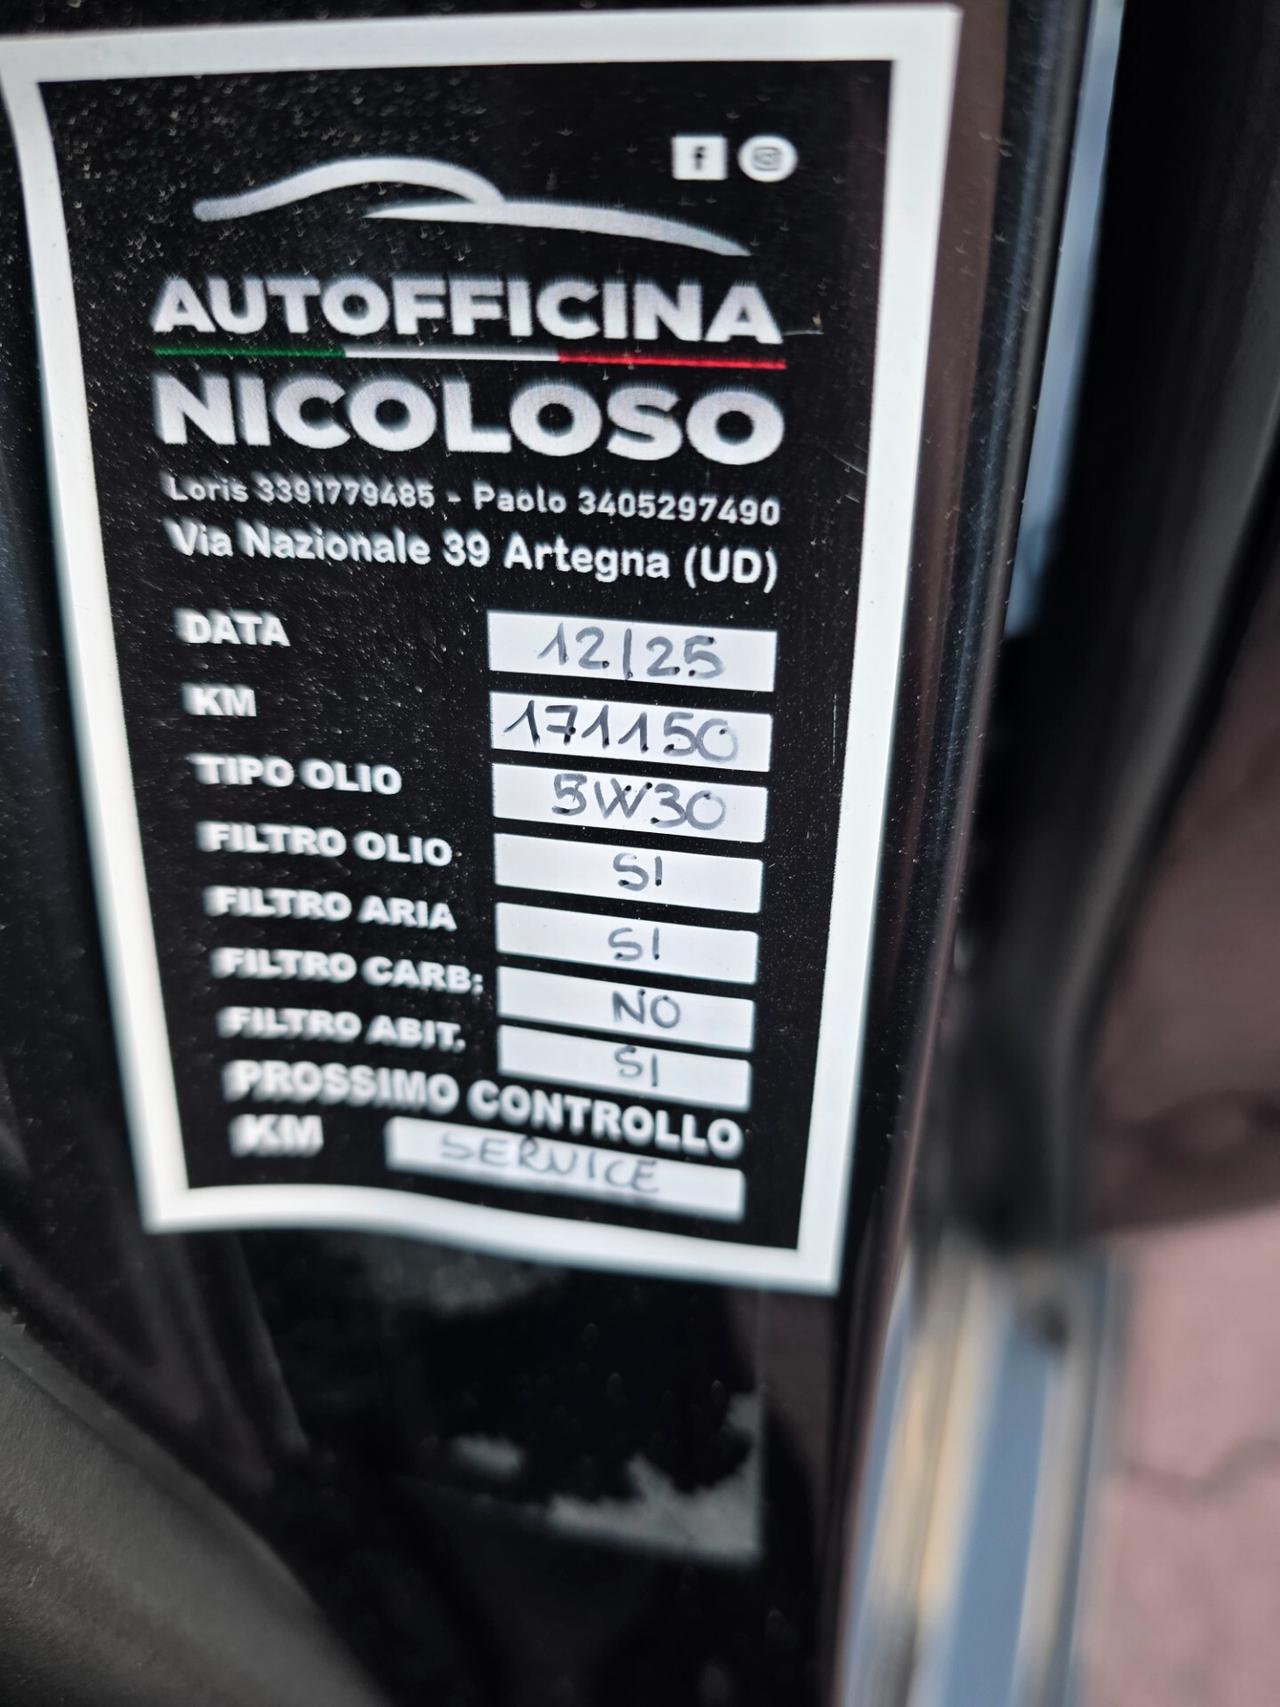 f
AUTOFFICINA
NICOLOSO
Loris 3391779485 - Paolo 3405297490
Via Nazionale 39 Artegna (UD)
DATA 12/25
KM 171150
TIPO OLIO 5W30
FILTRO OLIO SI
FILTRO ARIA SI
FILTRO CARB: NO
FILTRO ABIT. SI
PROSSIMO CONTROLLO
KM SERVICE